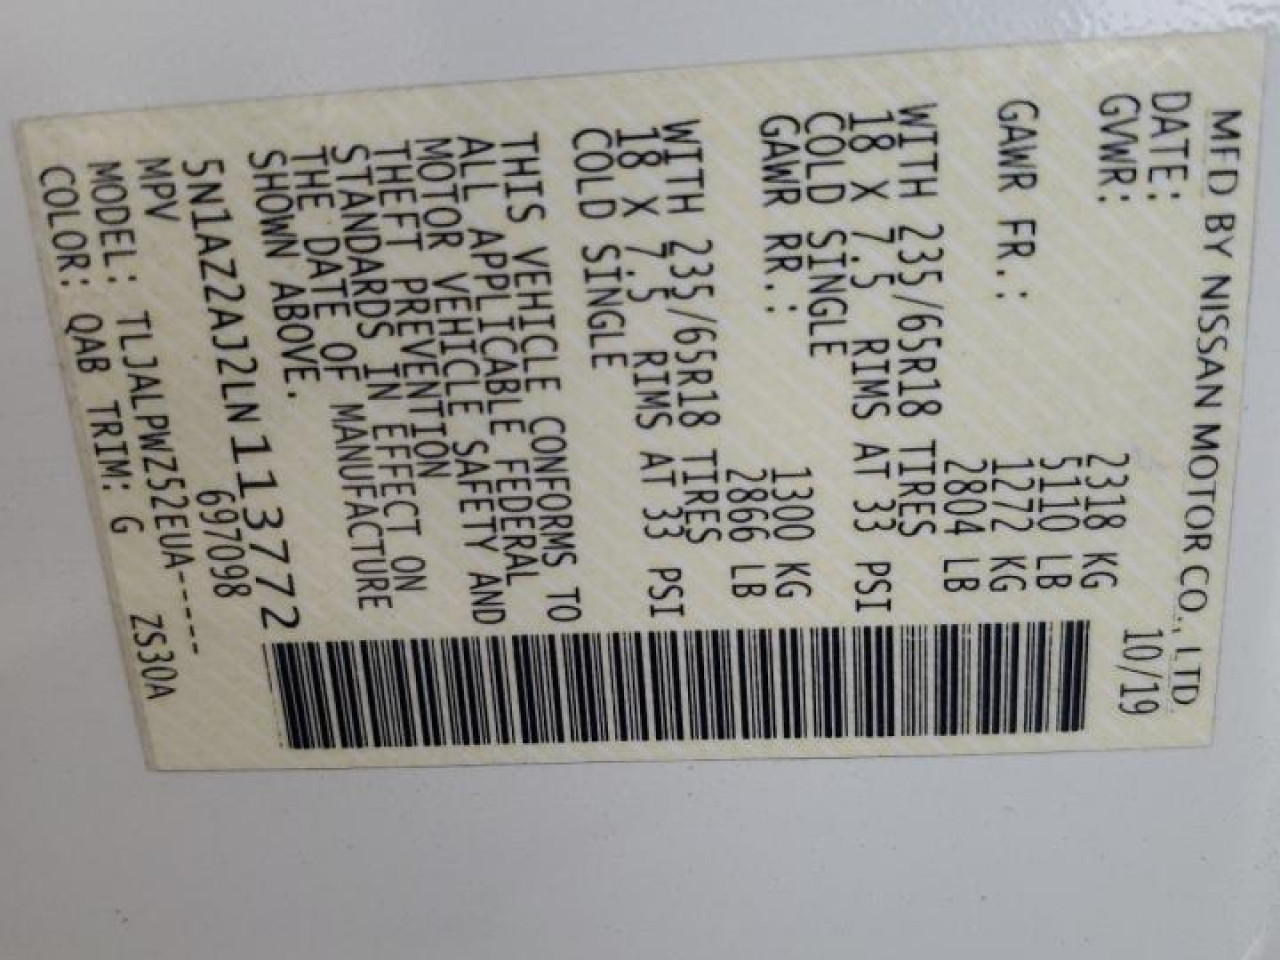 MFD BY NISSAN MOTOR CO., LTD.
DATE: 10/19
GVWR: 2318 KG
5110 LB
GAWR FR.: 1272 KG
2804 LB
WITH 235/65R18 TIRES
18 X 7.5 RIMS AT 33 PSI
COLD SINGLE
GAWR RR.: 1300 KG
2866 LB
WITH 235/65R18 TIRES
18 X 7.5 RIMS AT 33 PSI
COLD SINGLE
THIS VEHICLE CONFORMS TO
ALL APPLICABLE FEDERAL
MOTOR VEHICLE SAFETY AND
THEFT PREVENTION
STANDARDS IN EFFECT ON
THE DATE OF MANUFACTURE
SHOWN ABOVE.
5N1AZ2AJ2LN113772
MPV 697098
MODEL: TLJALPWZ52EUA-----
COLOR: QAB TRIM: G ZS30A